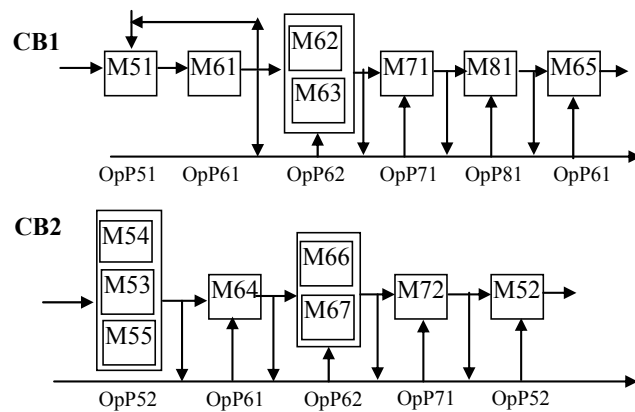 CB1
M51 M61 M62 M71 M81 M65
M63
OpP51 OpP61 OpP62 OpP71 OpP81 OpP61
CB2
M54
M53 M64 M66 M72 M52
M55 M67
OpP52 OpP61 OpP62 OpP71 OpP52